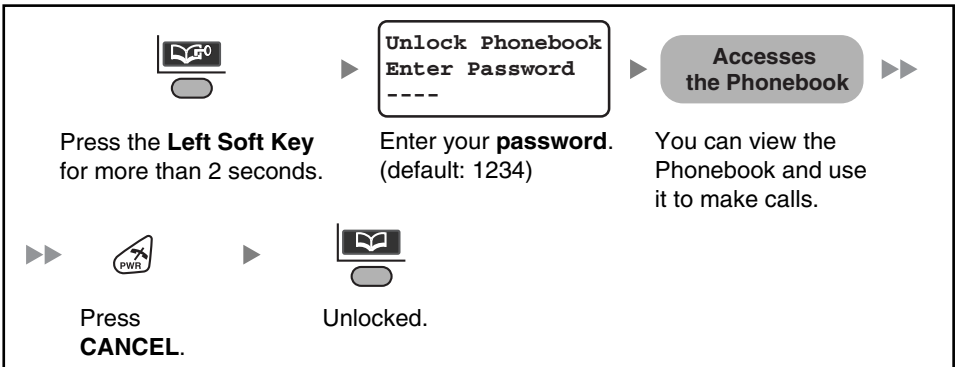 Unlock Phonebook
Enter Password
----
Accesses
the Phonebook
Press the Left Soft Key
for more than 2 seconds.
Enter your password.
(default: 1234)
You can view the
Phonebook and use
it to make calls.
PWR
Press
CANCEL.
Unlocked.